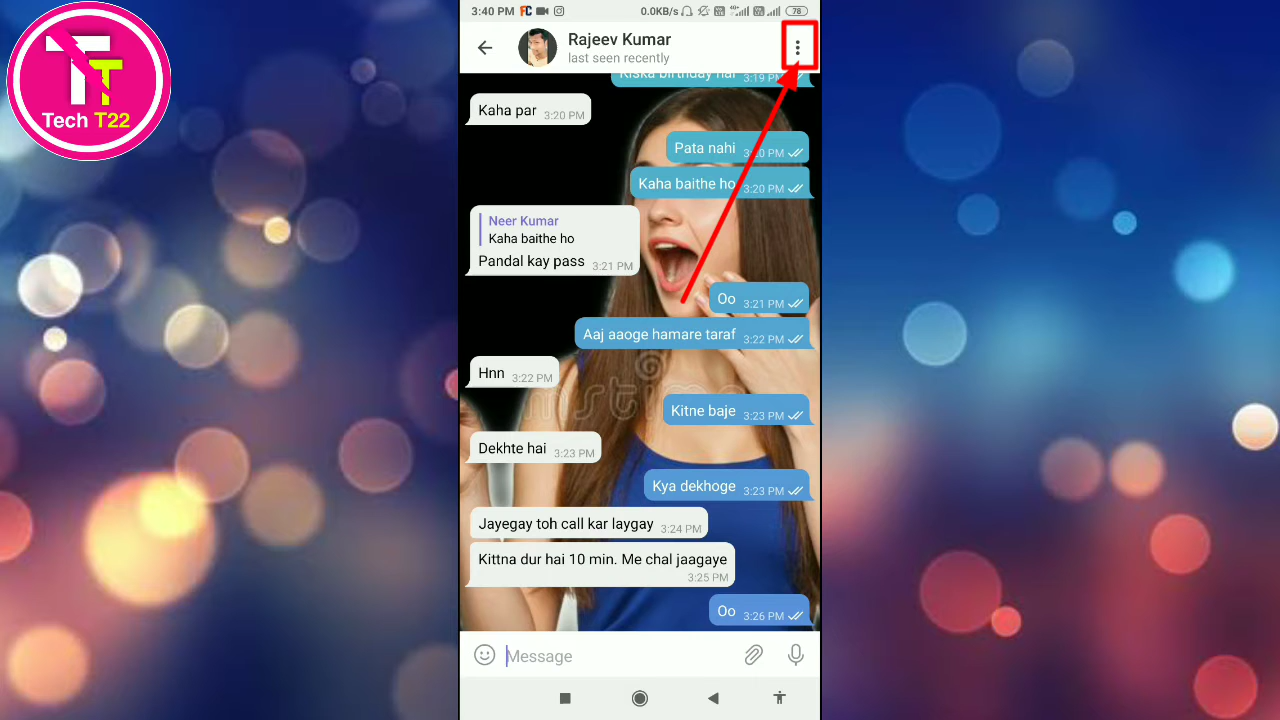 Tech T22
3:40 PM
0.0KB/s
78
Rajeev Kumar
last seen recently
Kiska birthday hai 3:19 PM
Kaha par 3:20 PM
Pata nahi 3:20 PM
Kaha baithe ho 3:20 PM
Neer Kumar
Kaha baithe ho
Pandal kay pass 3:21 PM
Oo 3:21 PM
Aaj aaoge hamare taraf 3:22 PM
Hnn 3:22 PM
Kitne baje 3:23 PM
Dekhte hai 3:23 PM
Kya dekhoge 3:23 PM
Jayegay toh call kar laygay 3:24 PM
Kittna dur hai 10 min. Me chal jaagaye
3:25 PM
Oo 3:26 PM
Message